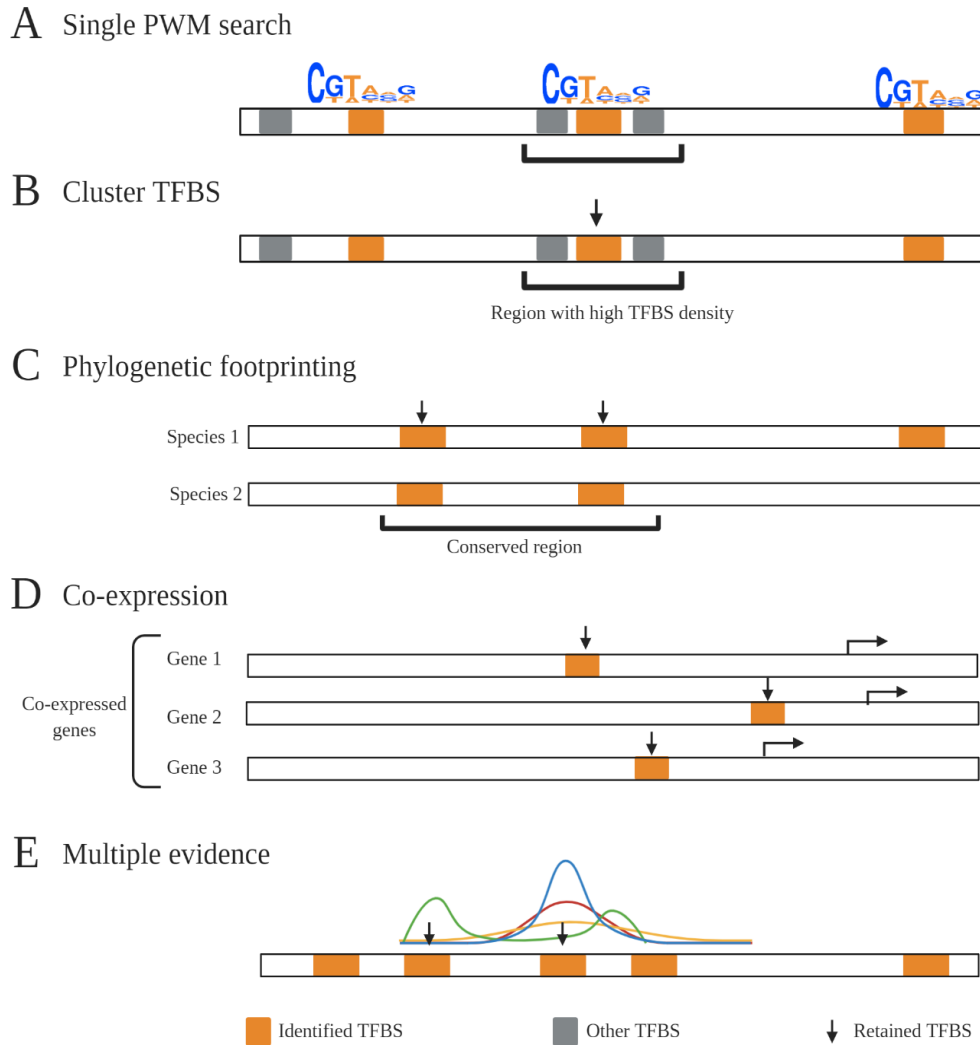 A Single PWM search
B Cluster TFBS
Region with high TFBS density
C Phylogenetic footprinting
Species 1
Species 2
Conserved region
D Co-expression
Co-expressed
genes
Gene 1
Gene 2
Gene 3
E Multiple evidence
Identified TFBS
Other TFBS
Retained TFBS